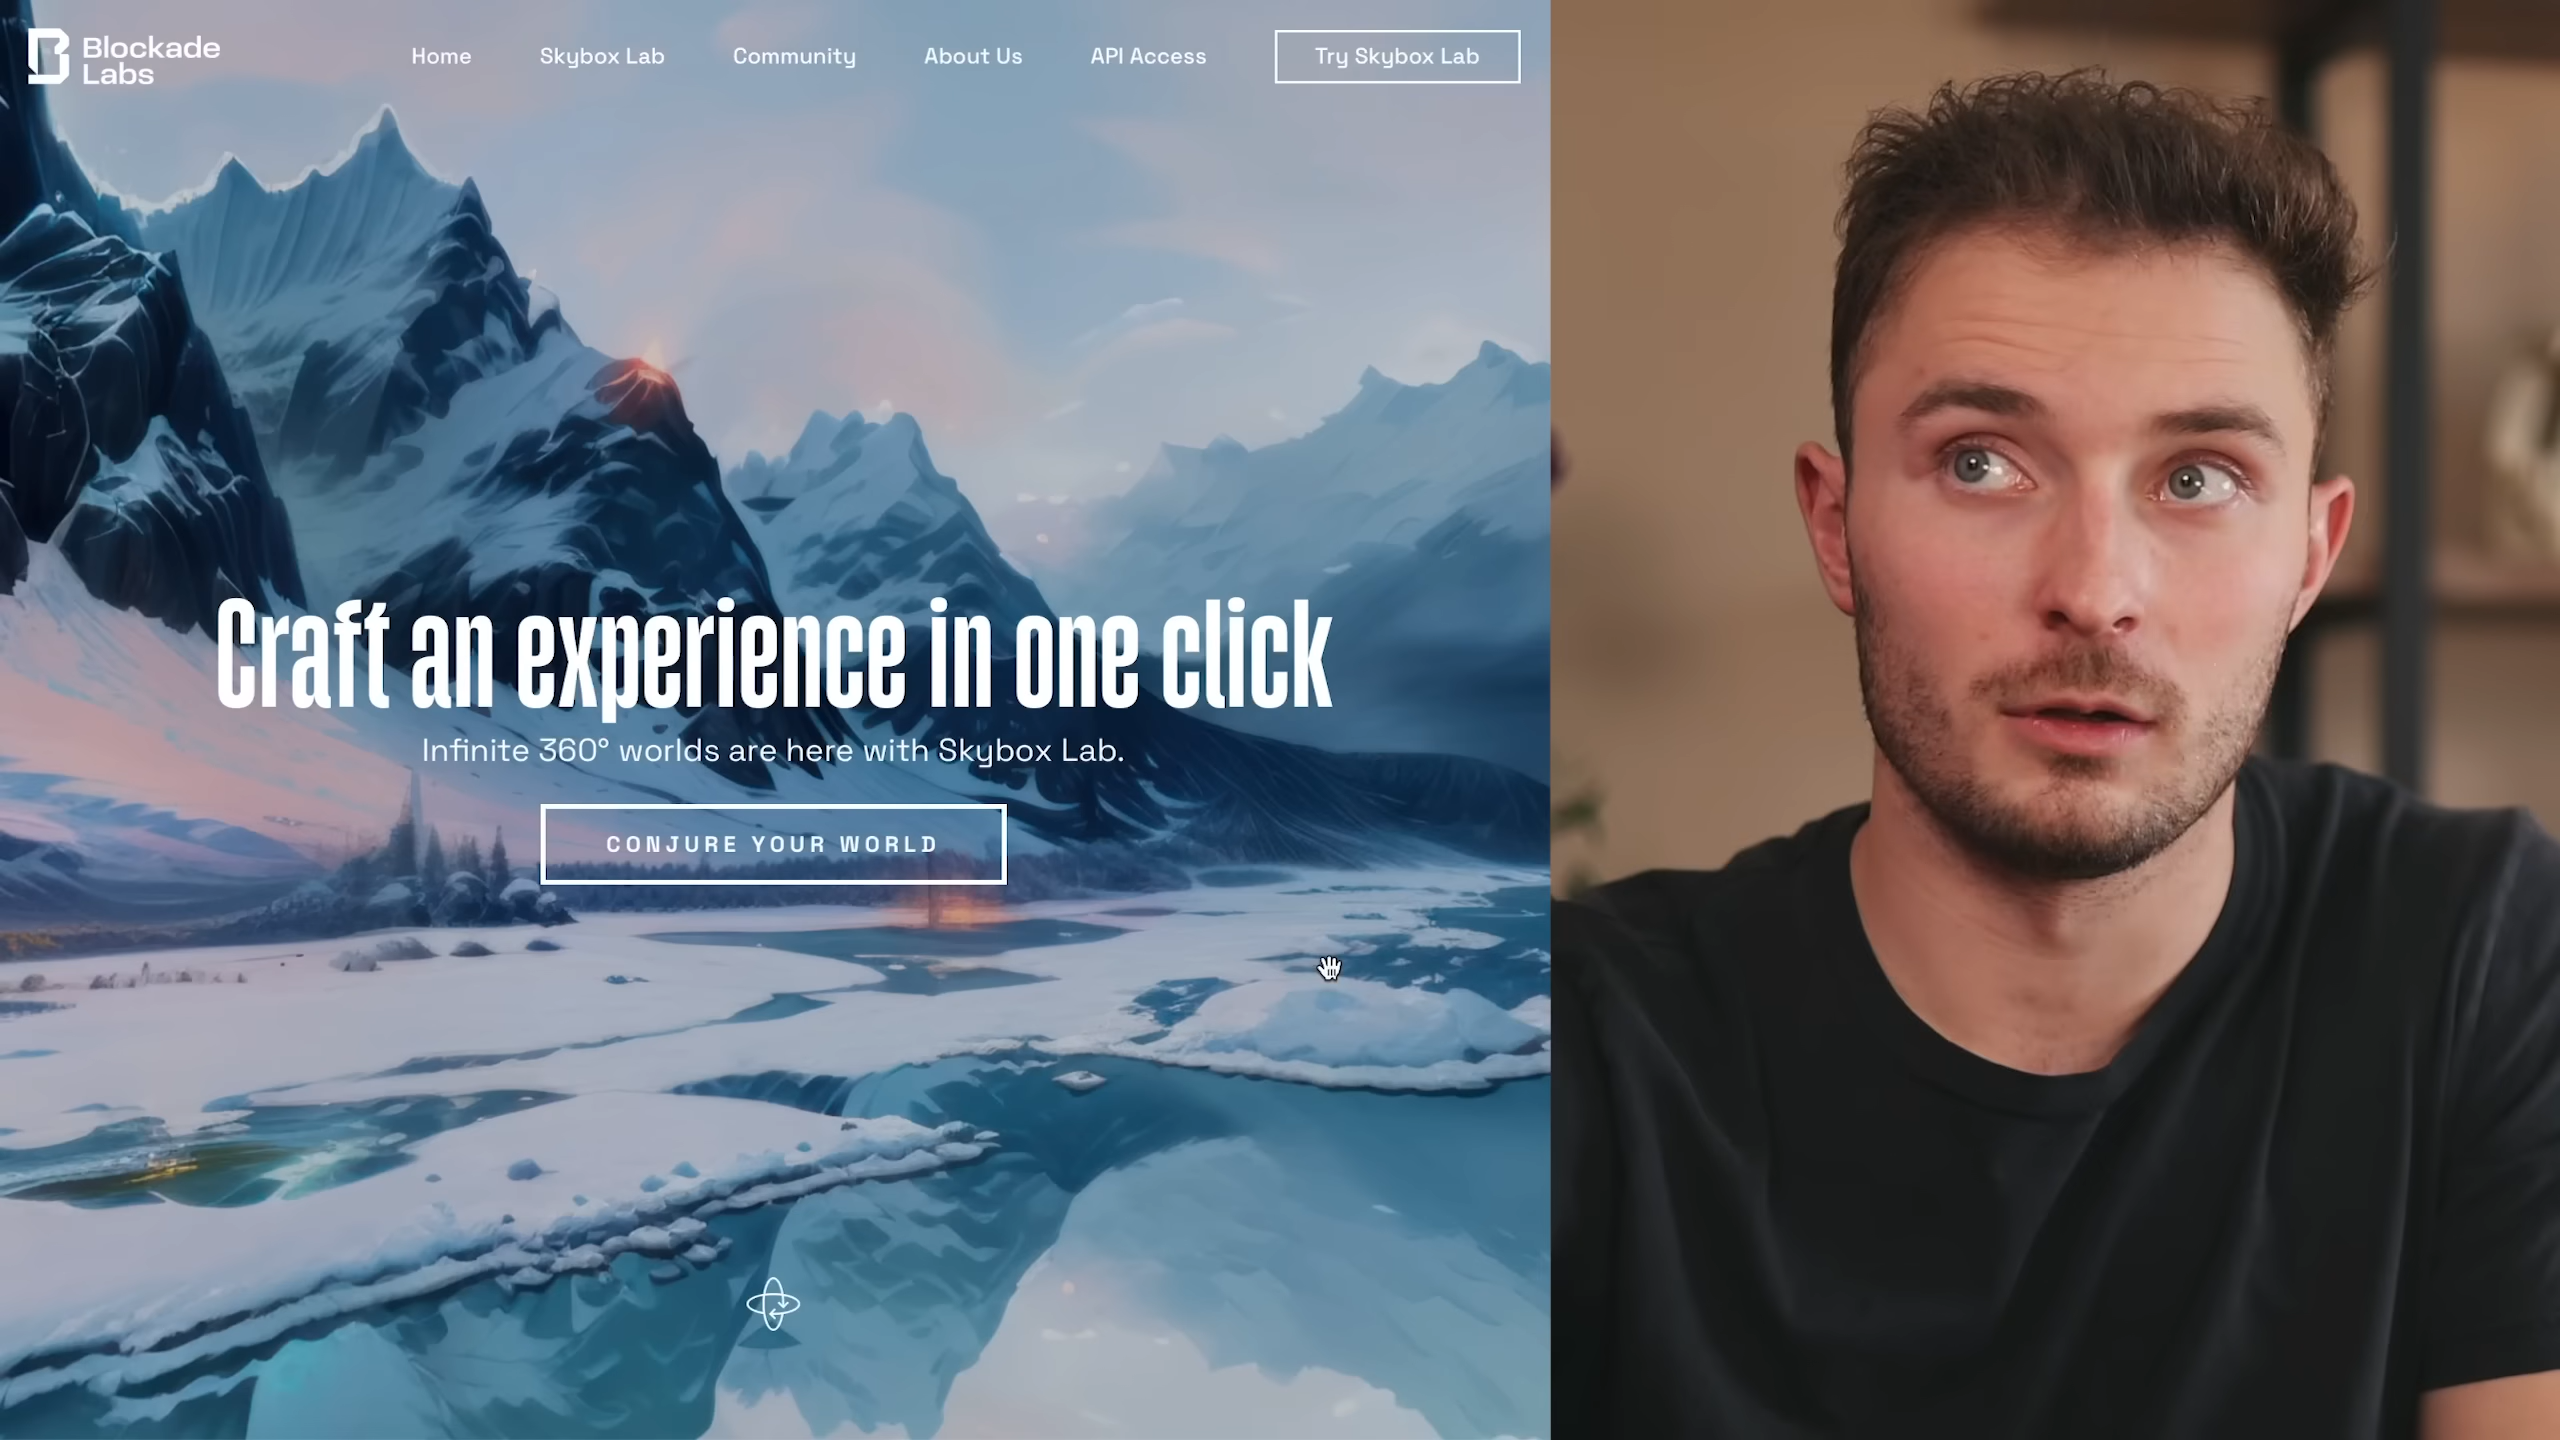 Blockade
Labs
Home
Skybox Lab
Community
About Us
API Access
Try Skybox Lab
Craft an experience in one click
Infinite 360° worlds are here with Skybox Lab.
CONJURE YOUR WORLD